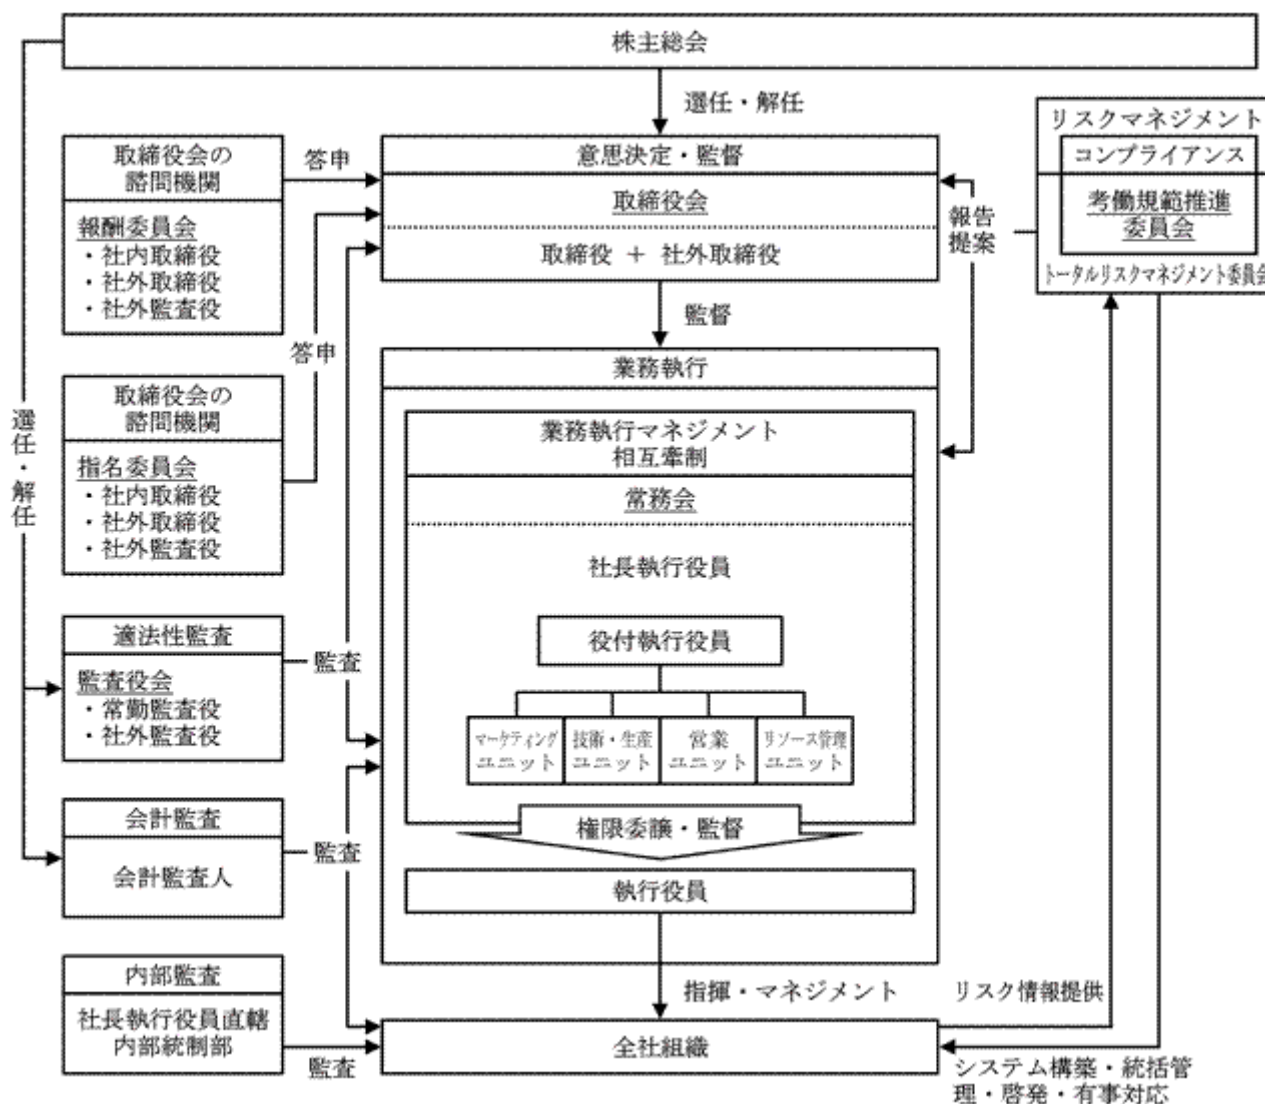 株主総会
選任・解任
リスクマネジメント
コンプライアンス
考働規範推進
委員会
トータルリスクマネジメント委員会
取締役会の
諮問機関
報酬委員会
・社内取締役
・社外取締役
・社外監査役
答申
意思決定・監督
取締役会
取締役 + 社外取締役
報告
提案
監督
答申
取締役会の
諮問機関
指名委員会
・社内取締役
・社外取締役
・社外監査役
選任・解任
業務執行
業務執行マネジメント
相互牽制
常務会
社長執行役員
役付執行役員
マーケティング
ユニット
技術・生産
ユニット
営業
ユニット
リソース管理
ユニット
権限委譲・監督
執行役員
適法性監査
監査役会
・常勤監査役
・社外監査役
監査
会計監査
会計監査人
監査
内部監査
社長執行役員直轄
内部統制部
監査
指揮・マネジメント
リスク情報提供
全社組織
システム構築・統括管
理・啓発・有事対応